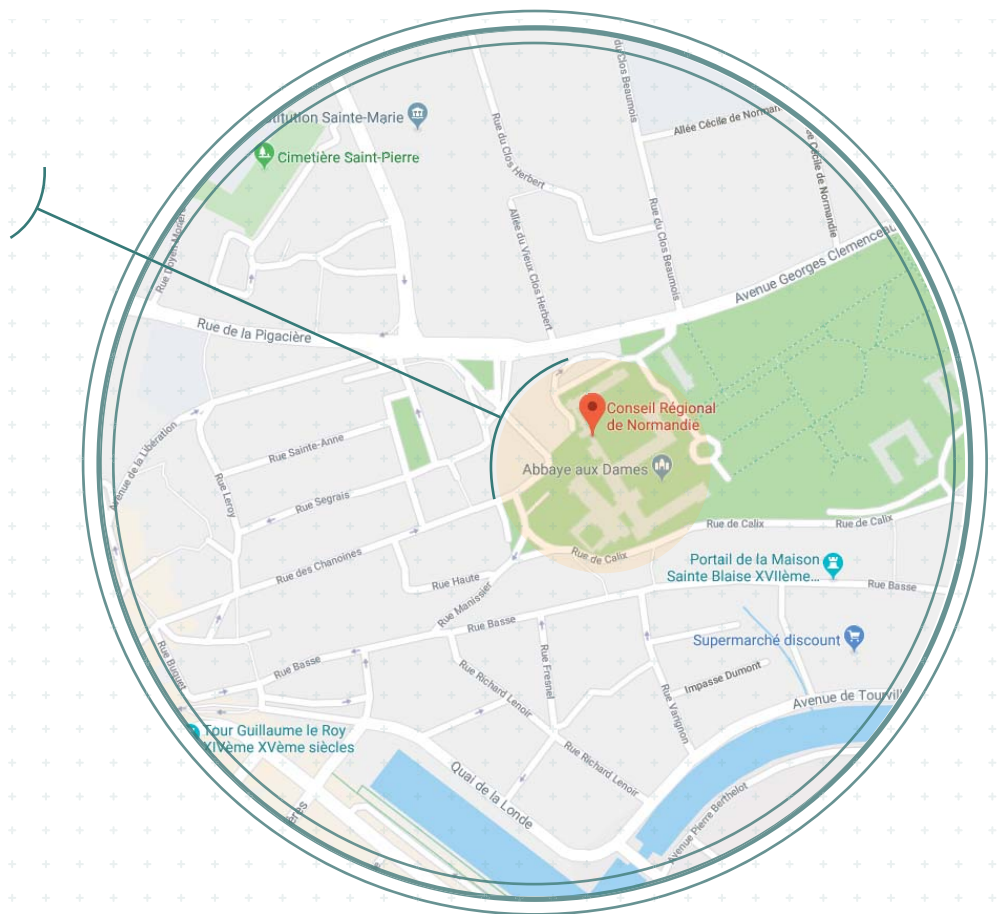 du Clos Beaumois
Allée Cécile de Norman
e Cécile de Normandie
titution Sainte-Marie
Rue du Clos Herbert
Cimetière Saint-Pierre
Allée du Vieux Clos Herbert
Rue du Clos Beaumois
Avenue Georges Clemenceau
Rue de la Pigacière
Conseil Régional
de Normandie
Abbaye aux Dames
Avenue de la Libération
Rue Sainte-Anne
Rue Leroy
Rue Segrais
Rue de Calix
Rue de Calix
Rue des Chanoines
Rue de Calix
Portail de la Maison
Sainte Blaise XVIIème...
Rue Haute
Rue Manissier
Rue Basse
Rue Basse
Rue Basse
Supermarché discount
Rue Buquet
Rue Fresnel
Rue Richard Lenoir
Impasse Dumont
Rue Varignon
Avenue de Tourvill
Tour Guillaume le Roy
XIVème XVème siècles
Rue Richard Lenoir
Quai de la Londe
Avenue Pierre Berthelot
ères